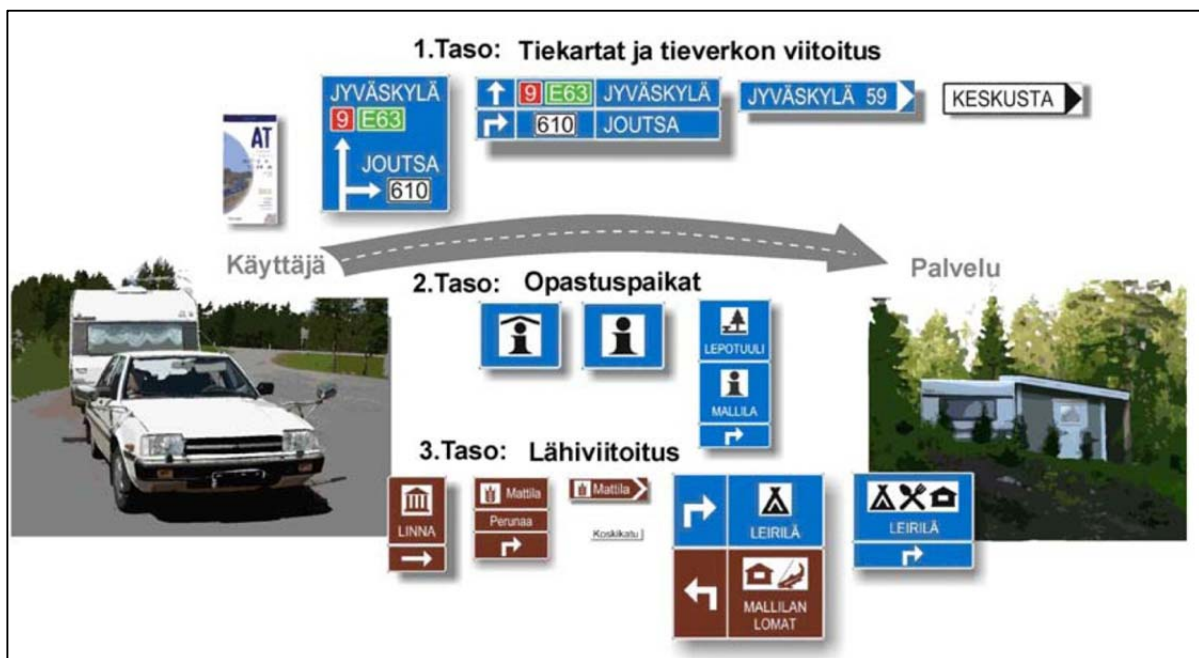 1.Taso: Tiekartat ja tieverkon viitoitus
AT
JYVÄSKYLÄ
9 E63
JOUTSA
610
9 E63 JYVÄSKYLÄ
610 JOUTSA
JYVÄSKYLÄ 59
KESKUSTA
Käyttäjä
Palvelu
2.Taso: Opastuspaikat
LEPOTUULI
MALLILA
3.Taso: Lähiviitoitus
LINNA
Mattila
Perunaa
Mattila
Koskikatu
LEIRILÄ
MALLILAN
LOMAT
LEIRILÄ